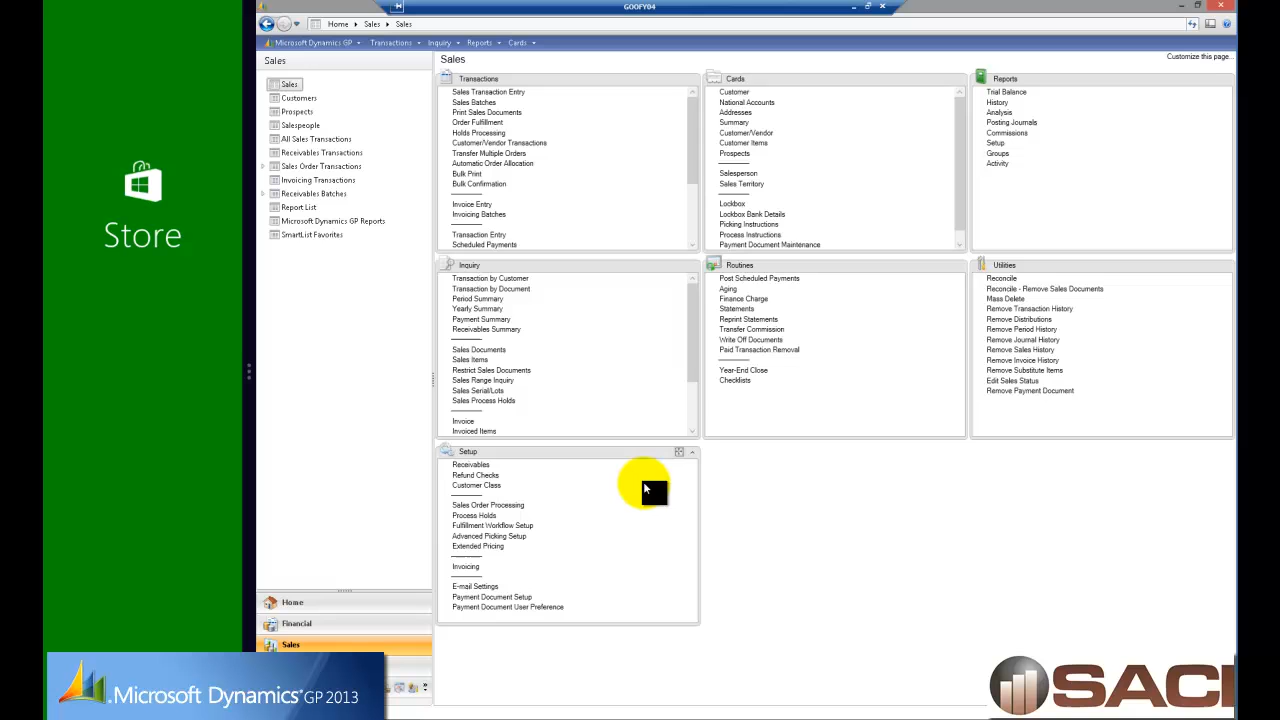 GOOFY04
Home Sales Sales
Microsoft Dynamics GP Transactions Inquiry Reports Cards
Sales
Sales
Customers
Prospects
Salespeople
All Sales Transactions
Receivables Transactions
Sales Order Transactions
Invoicing Transactions
Receivables Batches
Report List
Microsoft Dynamics GP Reports
SmartList Favorites
Home
Financial
Sales
Store
Microsoft Dynamics GP 2013
Sales
Customize this page...
Transactions
Sales Transaction Entry
Sales Batches
Print Sales Documents
Order Fulfillment
Holds Processing
Customer/Vendor Transactions
Transfer Multiple Orders
Automatic Order Allocation
Bulk Print
Bulk Confirmation
Invoice Entry
Invoicing Batches
Transaction Entry
Scheduled Payments
Cards
Customer
National Accounts
Addresses
Summary
Customer/Vendor
Customer Items
Prospects
Salesperson
Sales Territory
Lockbox
Lockbox Bank Details
Picking Instructions
Process Instructions
Payment Document Maintenance
Reports
Trial Balance
History
Analysis
Posting Journals
Commissions
Setup
Groups
Activity
Inquiry
Transaction by Customer
Transaction by Document
Period Summary
Yearly Summary
Payment Summary
Receivables Summary
Sales Documents
Sales Items
Restrict Sales Documents
Sales Range Inquiry
Sales Serial/Lots
Sales Process Holds
Invoice
Invoiced Items
Routines
Post Scheduled Payments
Aging
Finance Charge
Statements
Reprint Statements
Transfer Commission
Write Off Documents
Paid Transaction Removal
Year-End Close
Checklists
Utilities
Reconcile
Reconcile - Remove Sales Documents
Mass Delete
Remove Transaction History
Remove Distributions
Remove Period History
Remove Journal History
Remove Sales History
Remove Invoice History
Remove Substitute Items
Edit Sales Status
Remove Payment Document
Setup
Receivables
Refund Checks
Customer Class
Sales Order Processing
Process Holds
Fulfillment Workflow Setup
Advanced Picking Setup
Extended Pricing
Invoicing
E-mail Settings
Payment Document Setup
Payment Document User Preference
SACI